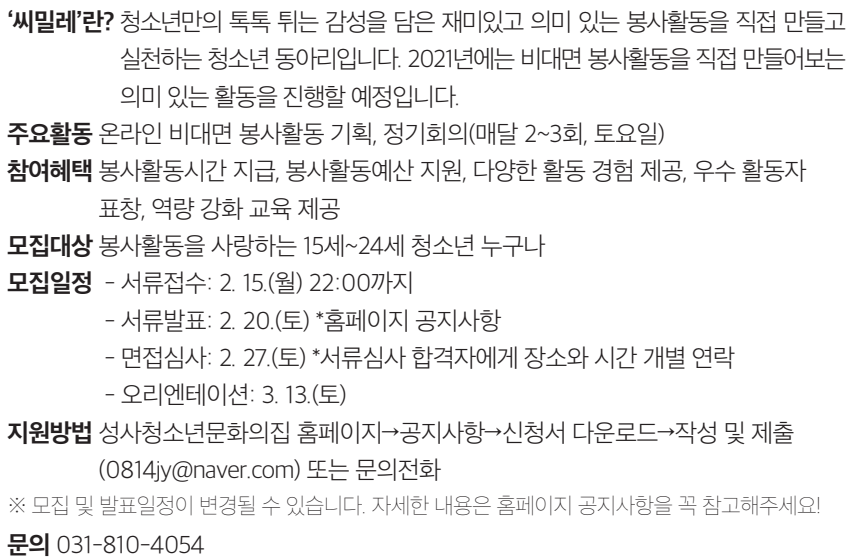 ‘씨밀레’란? 청소년만의 톡톡 튀는 감성을 담은 재미있고 의미 있는 봉사활동을 직접 만들고
실천하는 청소년 동아리입니다. 2021년에는 비대면 봉사활동을 직접 만들어보는
의미 있는 활동을 진행할 예정입니다.
주요활동 온라인 비대면 봉사활동 기획, 정기회의(매달 2~3회, 토요일)
참여혜택 봉사활동시간 지급, 봉사활동예산 지원, 다양한 활동 경험 제공, 우수 활동자
표창, 역량 강화 교육 제공
모집대상 봉사활동을 사랑하는 15세~24세 청소년 누구나
모집일정 - 서류접수: 2. 15.(월) 22:00까지
- 서류발표: 2. 20.(토) *홈페이지 공지사항
- 면접심사: 2. 27.(토) *서류심사 합격자에게 장소와 시간 개별 연락
- 오리엔테이션: 3. 13.(토)
지원방법 성사청소년문화의집 홈페이지→공지사항→신청서 다운로드→작성 및 제출
(0814jy@naver.com) 또는 문의전화
※ 모집 및 발표일정이 변경될 수 있습니다. 자세한 내용은 홈페이지 공지사항을 꼭 참고해주세요!
문의 031-810-4054